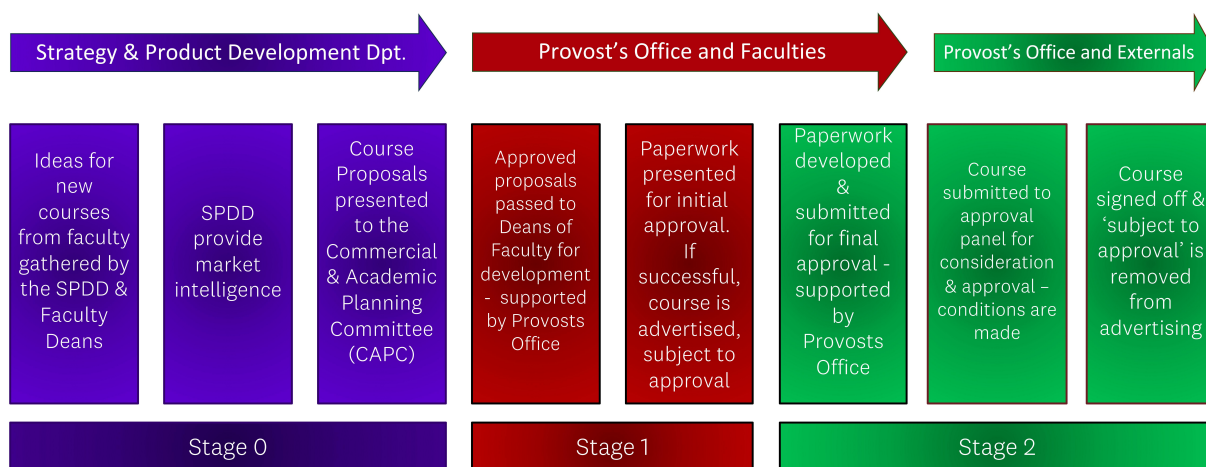 Strategy & Product Development Dpt.
Provost's Office and Faculties
Provost's Office and Externals
Ideas for
new
courses
from faculty
gathered by
the SPDD &
Faculty
Deans
SPDD
provide
market
intelligence
Course
Proposals
presented
to the
Commercial
& Academic
Planning
Committee
(CAPC)
Approved
proposals
passed to
Deans of
Faculty for
development
- supported
by Provosts
Office
Paperwork
presented
for initial
approval.
If
successful,
course is
advertised,
subject to
approval
Paperwork
developed
&
submitted
for final
approval -
supported
by
Provosts
Office
Course
submitted to
approval
panel for
consideration
& approval –
conditions are
made
Course
signed off &
‘subject to
approval’ is
removed
from
advertising
Stage 0
Stage 1
Stage 2